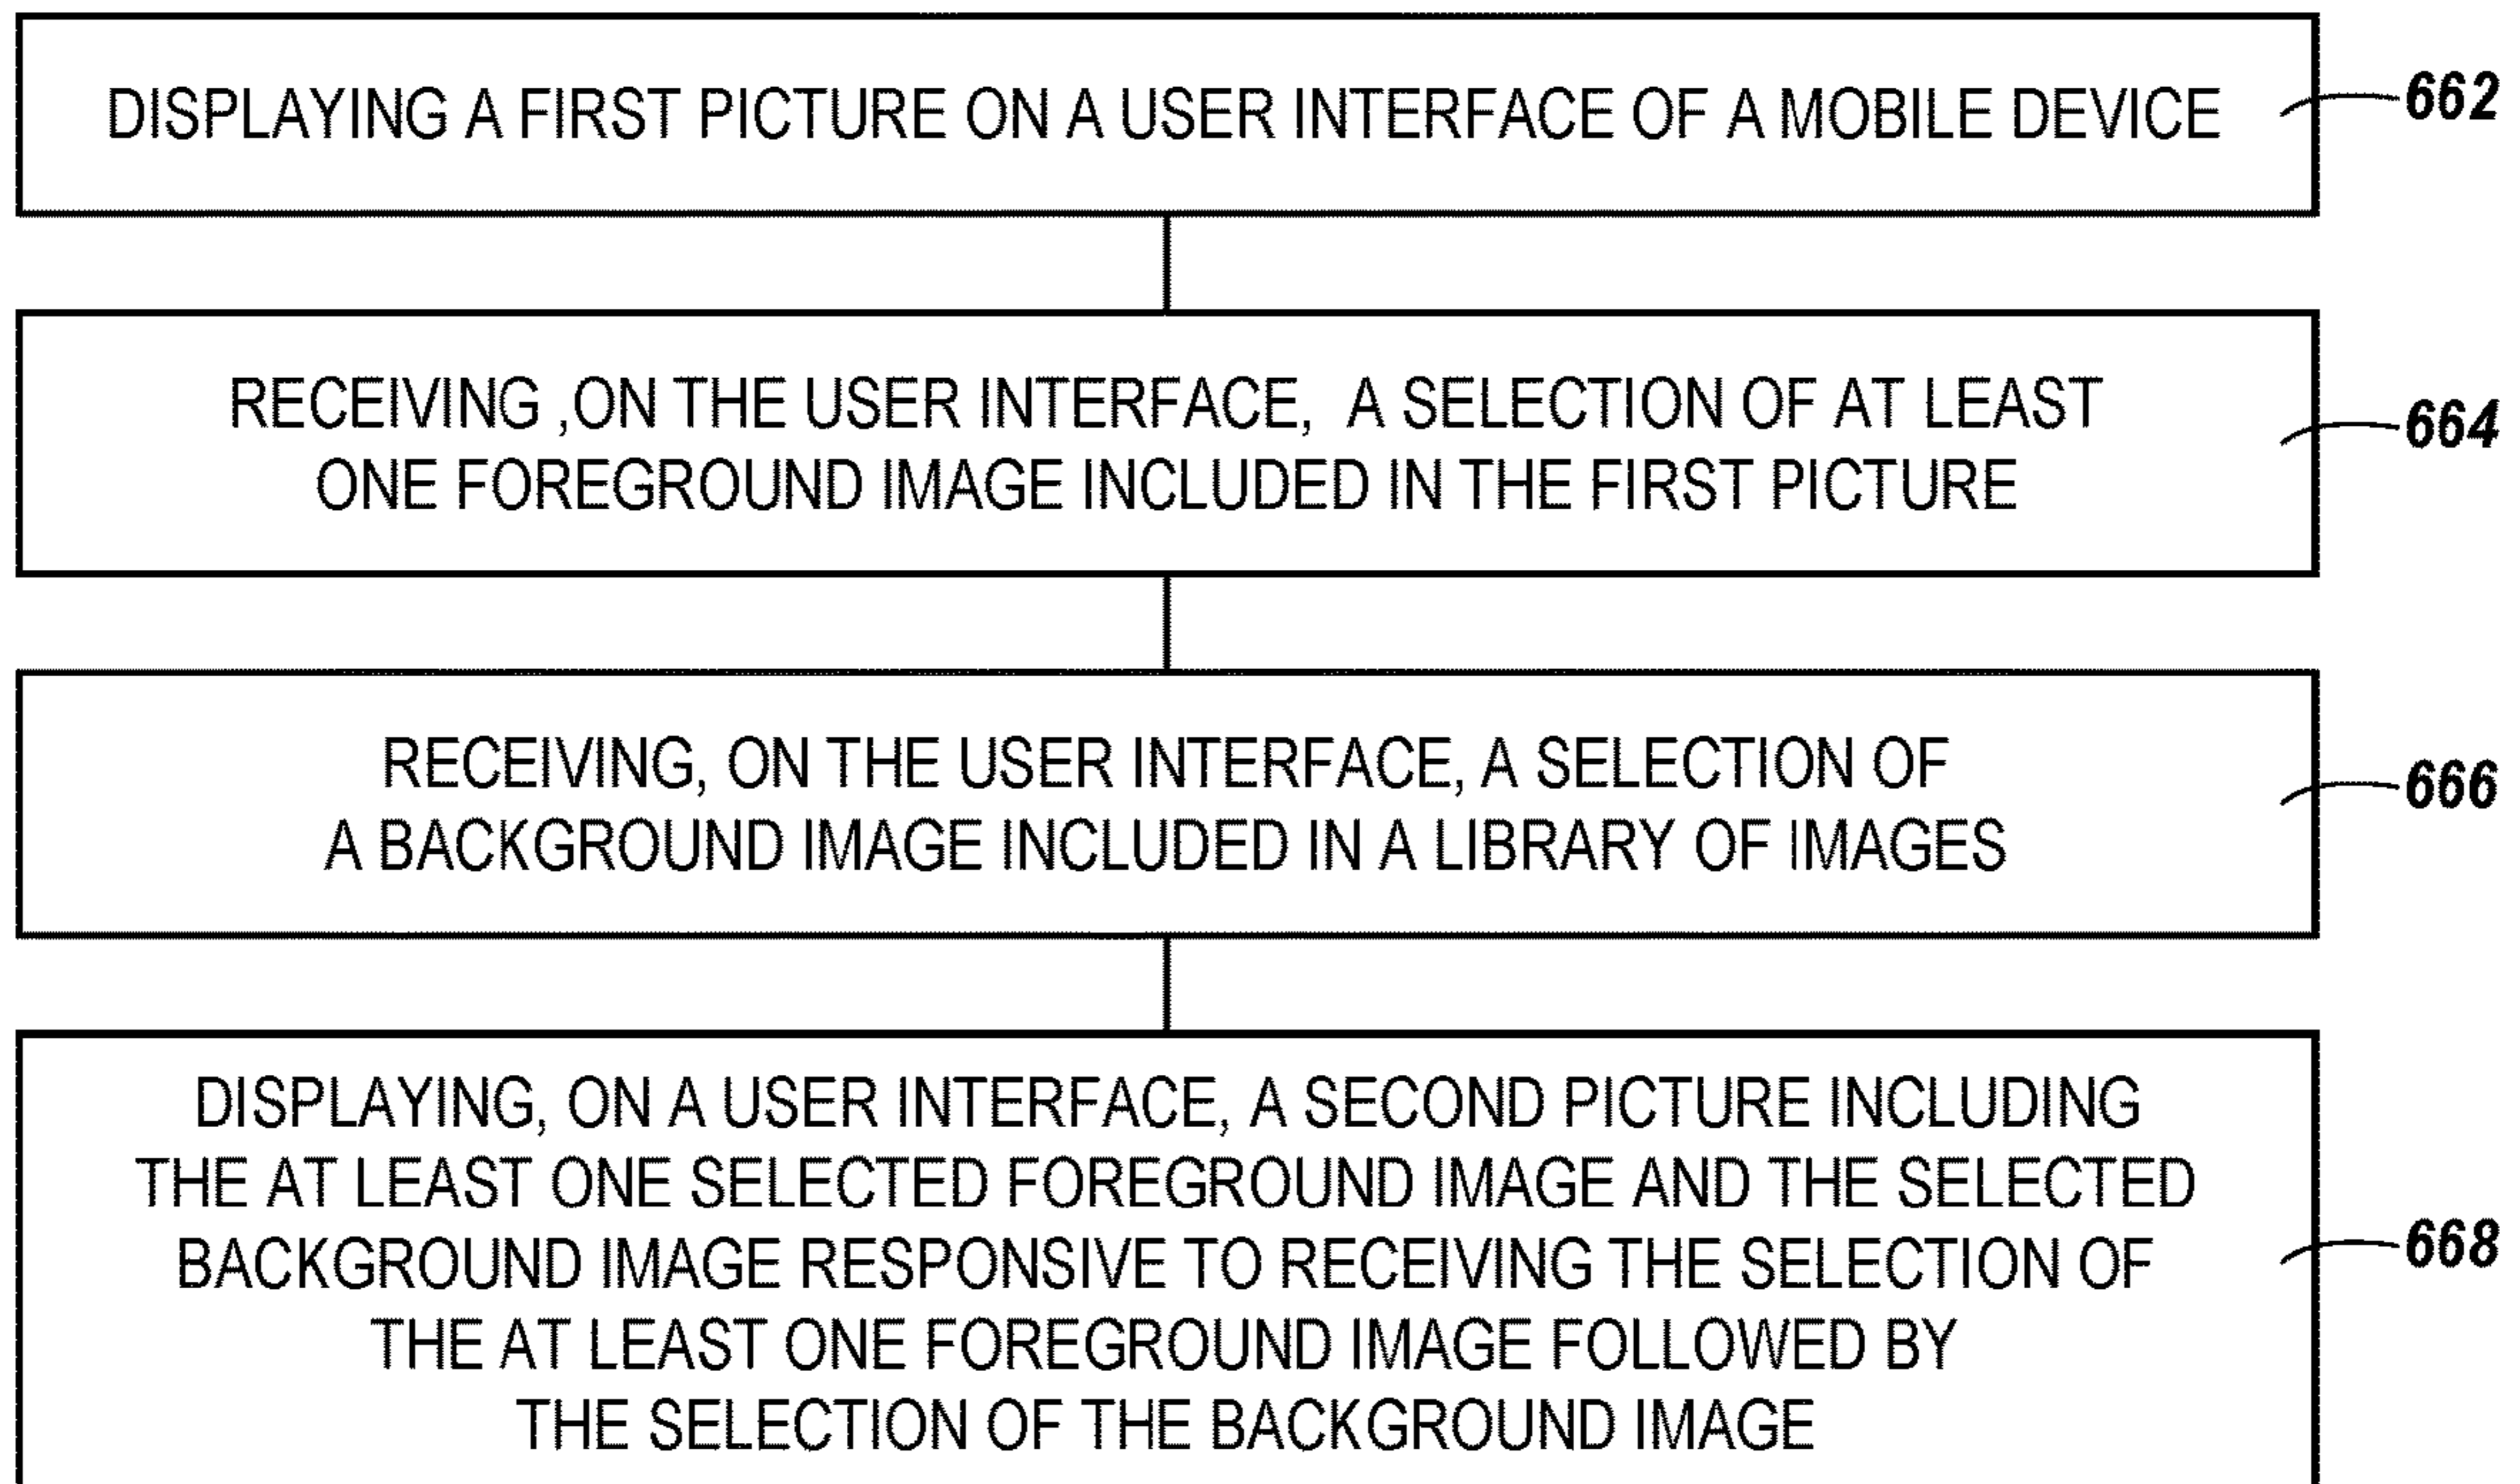 DISPLAYING A FIRST PICTURE ON A USER INTERFACE OF A MOBILE DEVICE
662
RECEIVING ,ON THE USER INTERFACE, A SELECTION OF AT LEAST
ONE FOREGROUND IMAGE INCLUDED IN THE FIRST PICTURE
664
RECEIVING, ON THE USER INTERFACE, A SELECTION OF
A BACKGROUND IMAGE INCLUDED IN A LIBRARY OF IMAGES
666
DISPLAYING, ON A USER INTERFACE, A SECOND PICTURE INCLUDING
THE AT LEAST ONE SELECTED FOREGROUND IMAGE AND THE SELECTED
BACKGROUND IMAGE RESPONSIVE TO RECEIVING THE SELECTION OF
THE AT LEAST ONE FOREGROUND IMAGE FOLLOWED BY
THE SELECTION OF THE BACKGROUND IMAGE
668